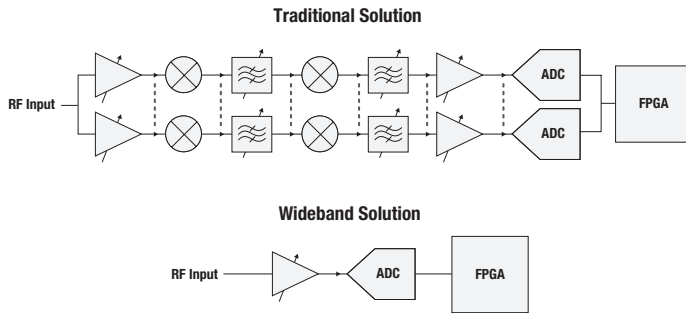 Traditional Solution
RF Input
ADC
ADC
FPGA
Wideband Solution
RF Input
ADC
FPGA